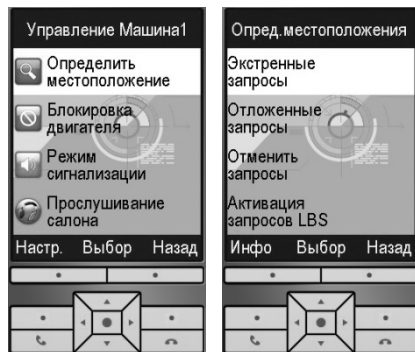 Управление Машина1
Определить
местоположение
Блокировка
двигателя
Режим
сигнализации
Прослушивание
салона
Настр. Выбор Назад
Опред.местоположения
Экстренные
запросы
Отложенные
запросы
Отменить
запросы
Активация
запросов LBS
Инфо Выбор Назад